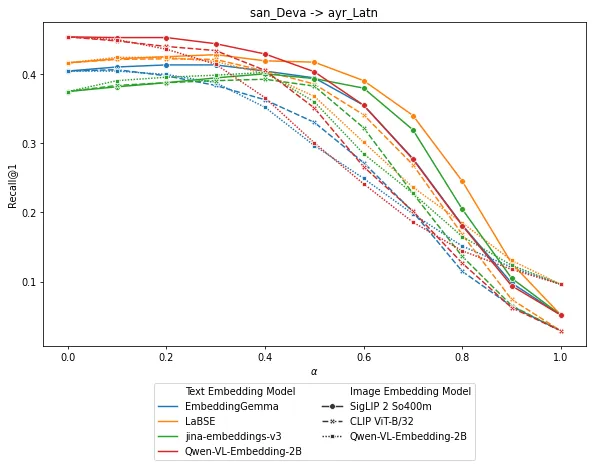 san_Deva -> ayr_Latn
Recall@1
0.4
0.3
0.2
0.1
0.0 0.2 0.4 0.6 0.8 1.0
α
Text Embedding Model Image Embedding Model
EmbeddingGemma SigLIP 2 So400m
LaBSE CLIP ViT-B/32
jina-embeddings-v3 Qwen-VL-Embedding-2B
Qwen-VL-Embedding-2B